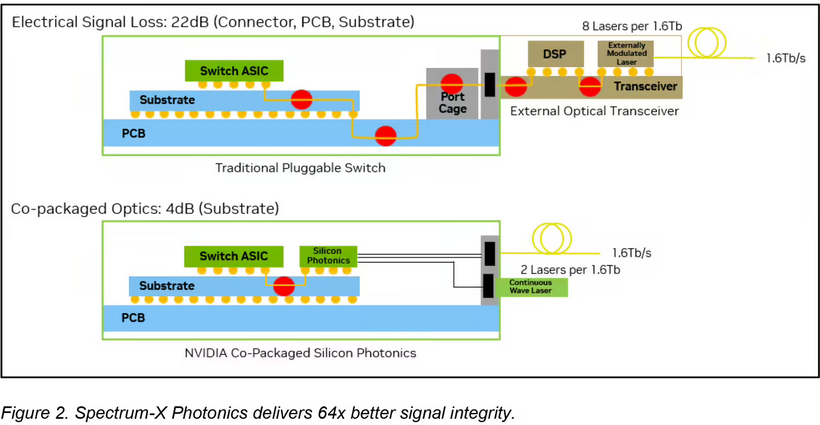 Electrical Signal Loss: 22dB (Connector, PCB, Substrate)
8 Lasers per 1.6Tb
Switch ASIC
DSP
Externally
Modulated
Laser
1.6Tb/s
Substrate
Port
Cage
Transceiver
PCB
External Optical Transceiver
Traditional Pluggable Switch
Co-packaged Optics: 4dB (Substrate)
Switch ASIC
Silicon
Photonics
1.6Tb/s
2 Lasers per 1.6Tb
Substrate
Continuous
Wave Laser
PCB
NVIDIA Co-Packaged Silicon Photonics
Figure 2. Spectrum-X Photonics delivers 64x better signal integrity.